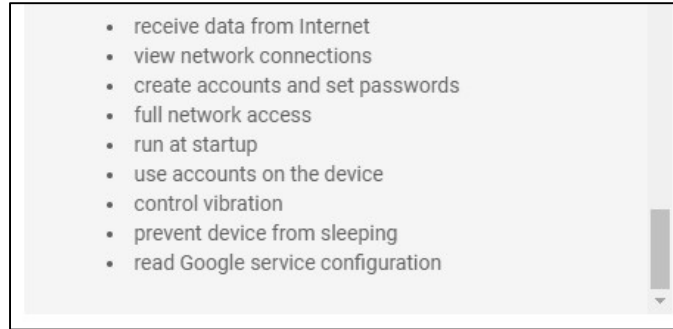 • receive data from Internet
• view network connections
• create accounts and set passwords
• full network access
• run at startup
• use accounts on the device
• control vibration
• prevent device from sleeping
• read Google service configuration